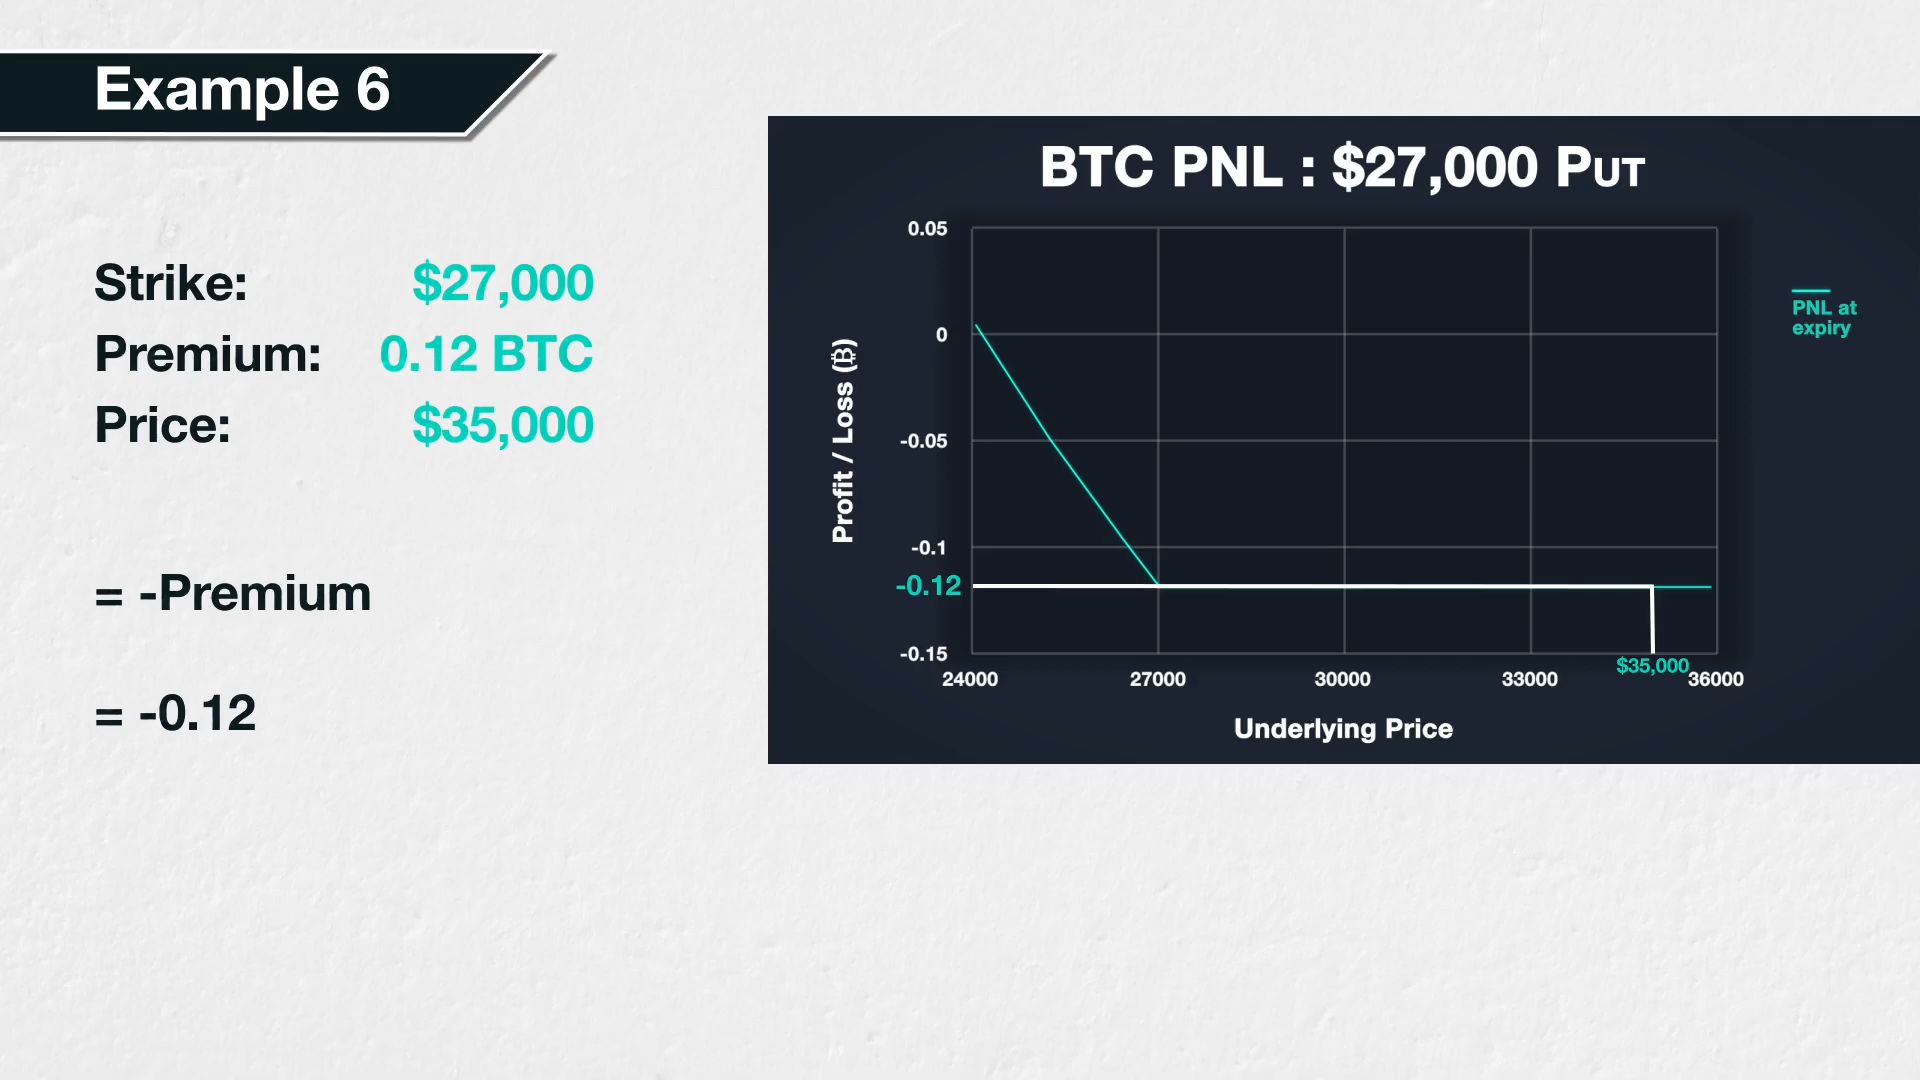 Example 6
Strike: $27,000
Premium: 0.12 BTC
Price: $35,000
= -Premium
= -0.12
BTC PNL : $27,000 Put
0.05
0
-0.05
-0.1
-0.12
-0.15
Profit / Loss (₿)
24000 27000 30000 33000 $35,000 36000
Underlying Price
PNL at
expiry